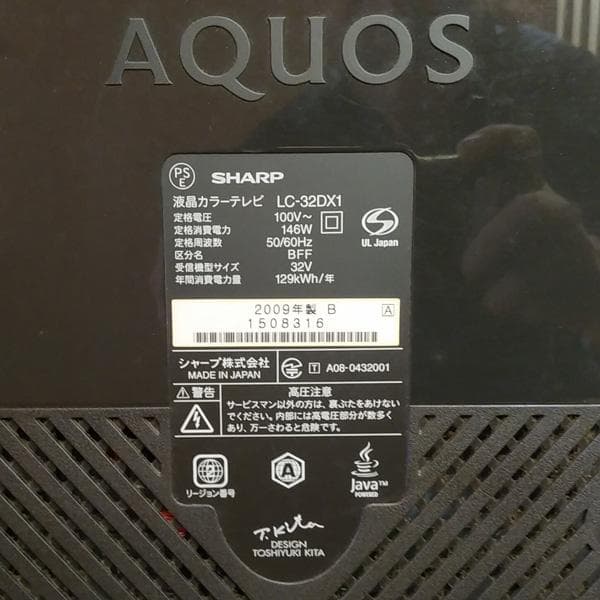 AQUOS
PS
E
SHARP
液晶カラーテレビ LC-32DX1
定格電圧 100V～
定格消費電力 146W
定格周波数 50/60Hz
区分名 BFF
受信機型サイズ 32V
年間消費電力量 129kWh/年
S
UL Japan
2009年製 B A
1508316
シャープ株式会社
MADE IN JAPAN
T A08-0432001
警告 高圧注意
サービスマン以外の方は、裏ぶたをあけないでください。内部には高電圧部分が数多く
あり、万一さわると危険です。
2
リージョン番号
A
Java™
POWERED
T.Kita
DESIGN
TOSHIYUKI KITA